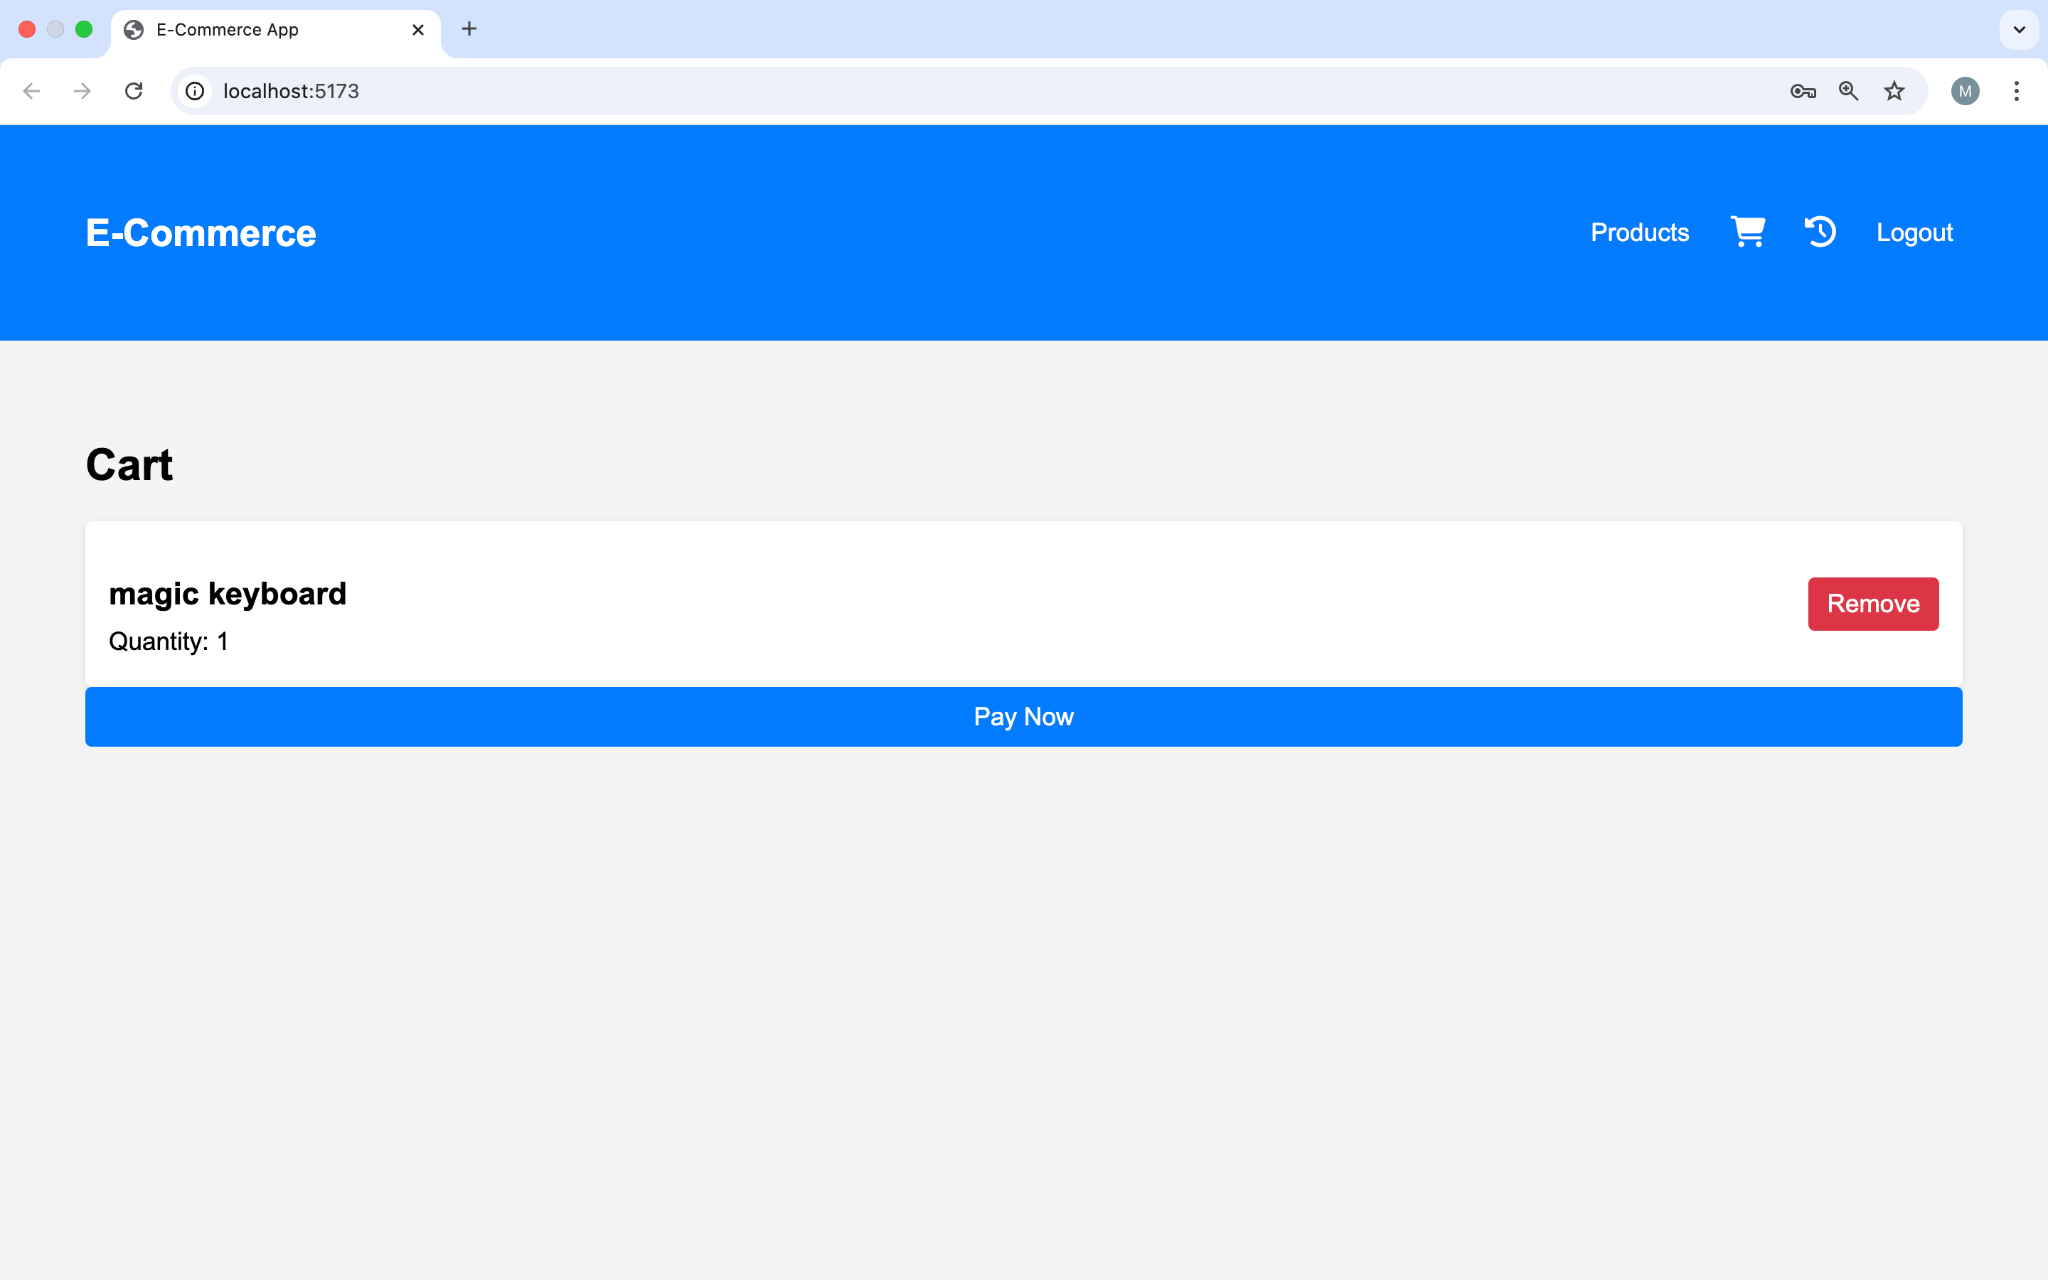 E-Commerce App
localhost:5173
M
E-Commerce
Products
Logout
Cart
magic keyboard
Remove
Quantity: 1
Pay Now